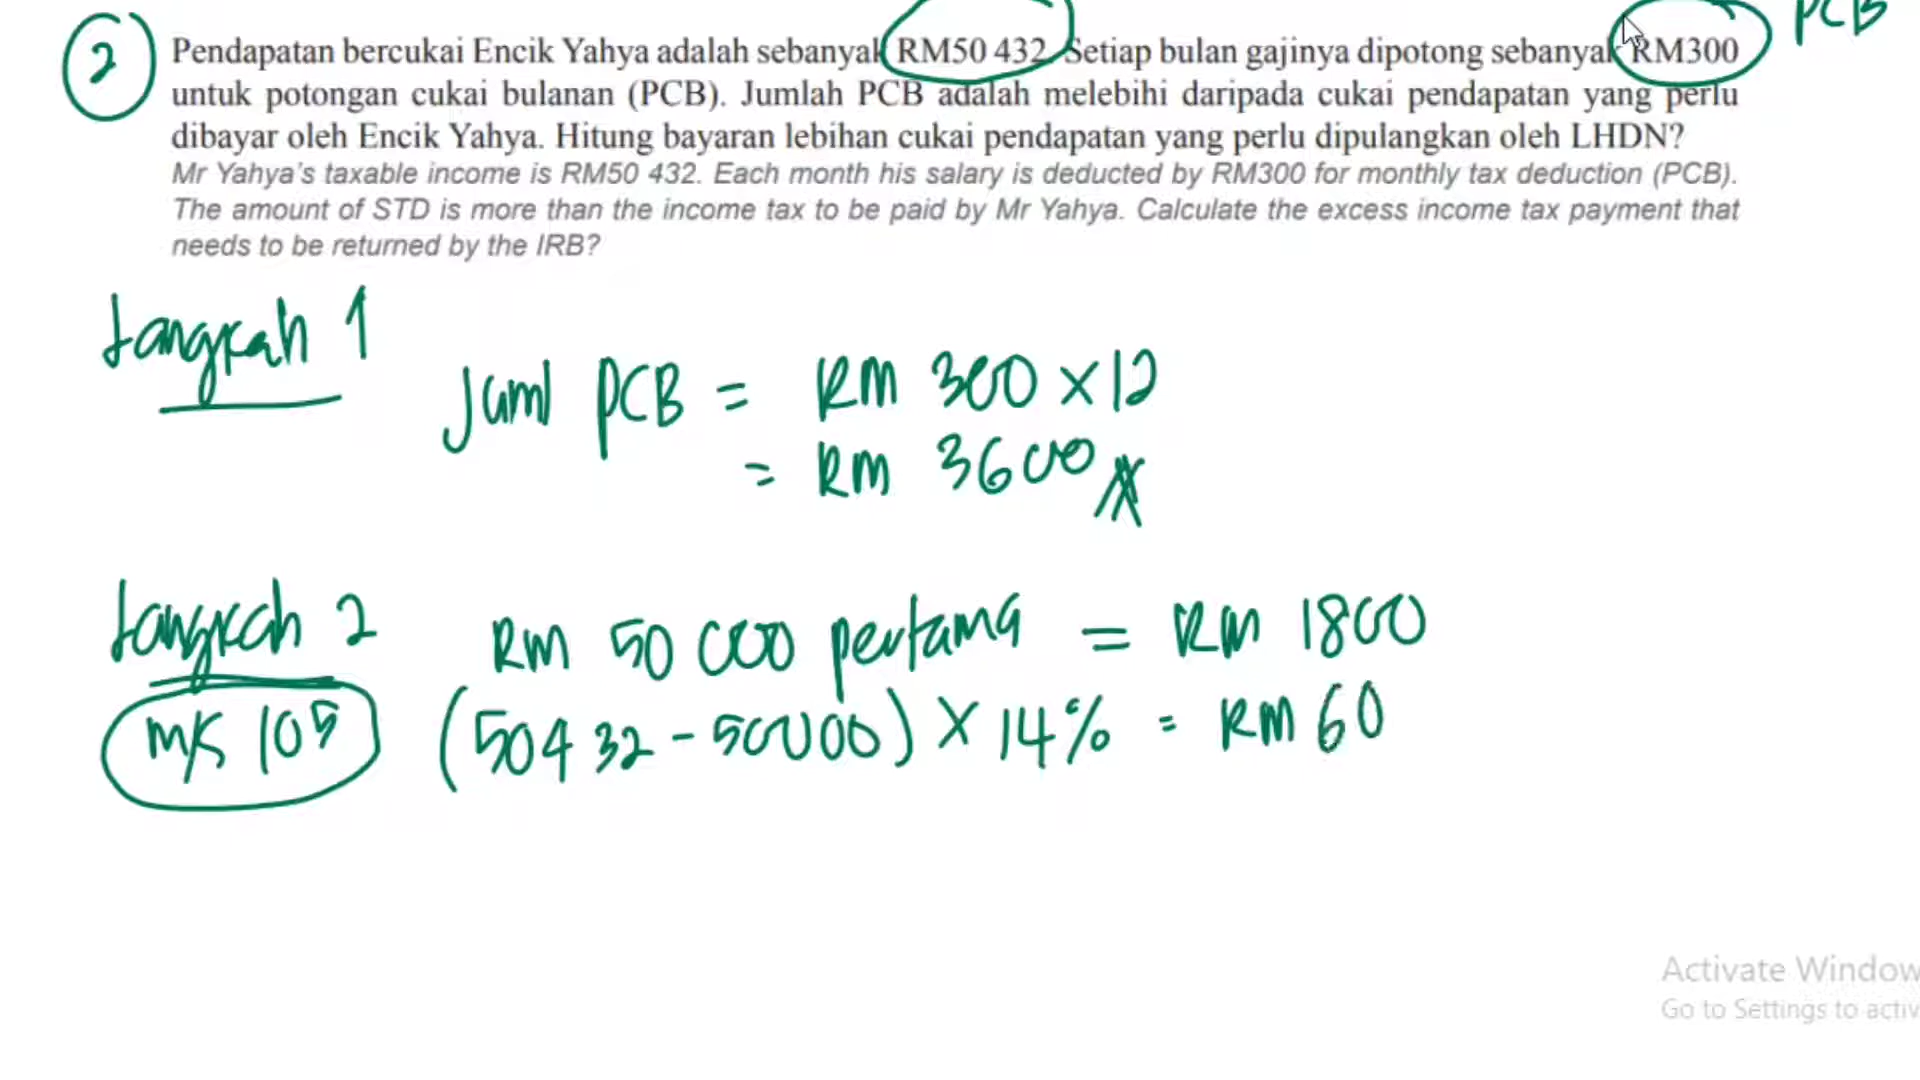 PCB
2
Pendapatan bercukai Encik Yahya adalah sebanyak RM50 432. Setiap bulan gajinya dipotong sebanyak RM300
untuk potongan cukai bulanan (PCB). Jumlah PCB adalah melebihi daripada cukai pendapatan yang perlu
dibayar oleh Encik Yahya. Hitung bayaran lebihan cukai pendapatan yang perlu dipulangkan oleh LHDN?
Mr Yahya's taxable income is RM50 432. Each month his salary is deducted by RM300 for monthly tax deduction (PCB).
The amount of STD is more than the income tax to be paid by Mr Yahya. Calculate the excess income tax payment that
needs to be returned by the IRB?
Langkah 1
Juml PCB = RM 300 × 12
= RM 3600
Langkah 2 RM 50 000 pertama = RM 1800
m/s 105 (50432 - 50000) × 14% = RM 60
Activate Window
Go to Settings to activ